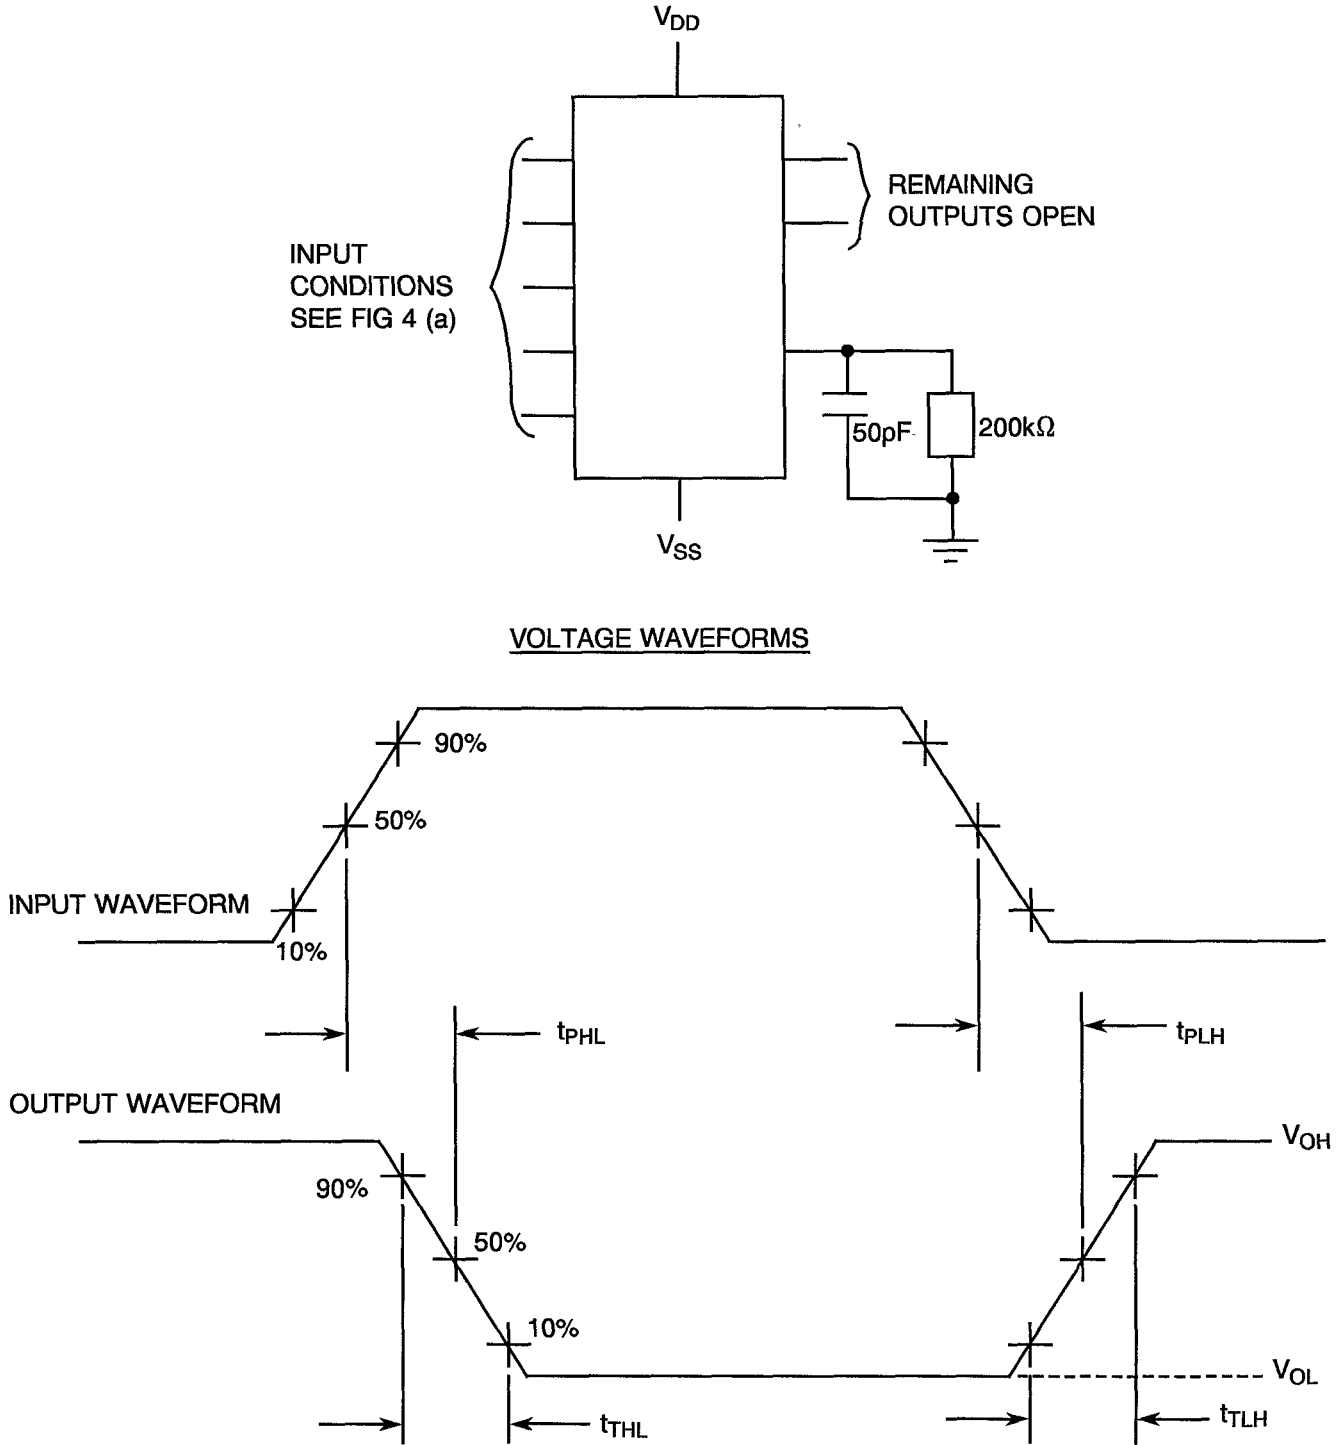 VDD
REMAINING
OUTPUTS OPEN
INPUT
CONDITIONS
SEE FIG 4 (a)
50pF
200kΩ
VSS
VOLTAGE WAVEFORMS
90%
50%
INPUT WAVEFORM
10%
tPHL
tPLH
OUTPUT WAVEFORM
VOH
90%
50%
10%
VOL
tTHL
tTLH